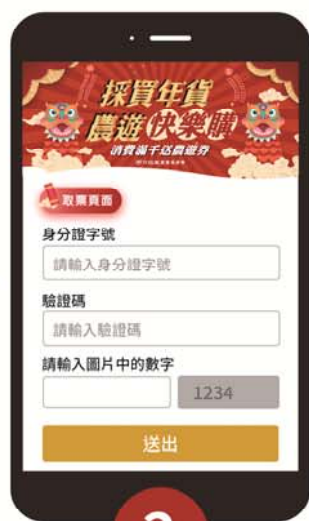 採買年貨
農遊快樂購
消費滿千送農遊券
取票頁面
身分證字號
請輸入身分證字號
驗證碼
請輸入驗證碼
請輸入圖片中的數字
1234
送出